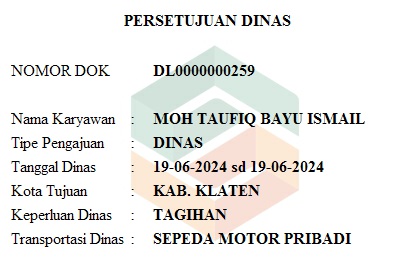 PERSETUJUAN DINAS
NOMOR DOK DL0000000259
Nama Karyawan : MOH TAUFIQ BAYU ISMAIL
Tipe Pengajuan : DINAS
Tanggal Dinas : 19-06-2024 sd 19-06-2024
Kota Tujuan : KAB. KLATEN
Keperluan Dinas : TAGIHAN
Transportasi Dinas : SEPEDA MOTOR PRIBADI